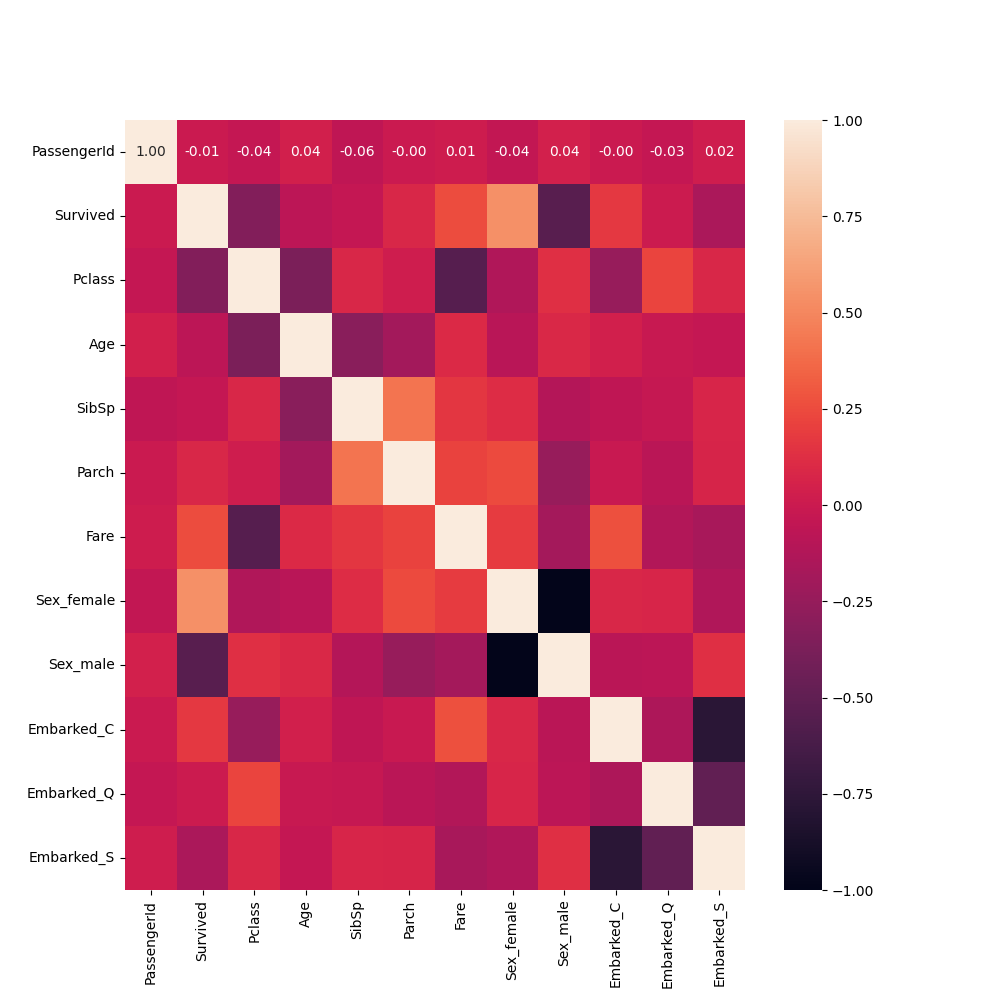 PassengerId 1.00 -0.01 -0.04 0.04 -0.06 -0.00 0.01 -0.04 0.04 -0.00 -0.03 0.02
Survived
Pclass
Age
SibSp
Parch
Fare
Sex_female
Sex_male
Embarked_C
Embarked_Q
Embarked_S
PassengerId
Survived
Pclass
Age
SibSp
Parch
Fare
Sex_female
Sex_male
Embarked_C
Embarked_Q
Embarked_S
1.00
0.75
0.50
0.25
0.00
−0.25
−0.50
−0.75
−1.00